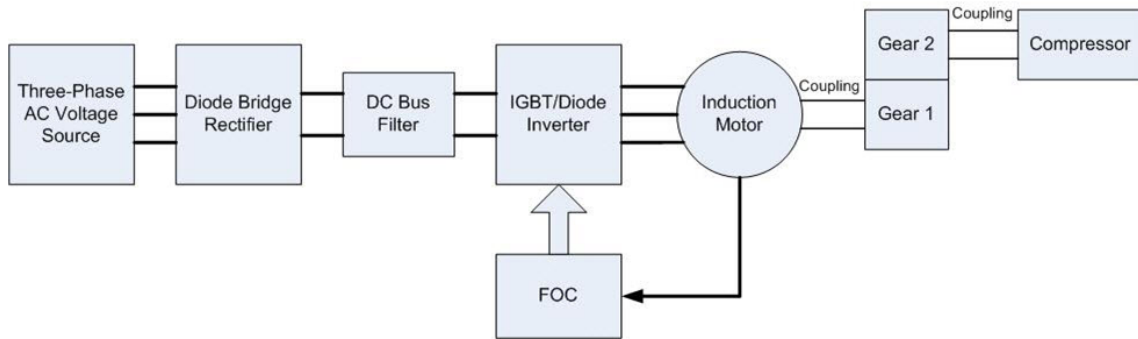 Three-Phase
AC Voltage
Source
Diode Bridge
Rectifier
DC Bus
Filter
IGBT/Diode
Inverter
Induction
Motor
Coupling
Gear 2
Gear 1
Coupling
Compressor
FOC